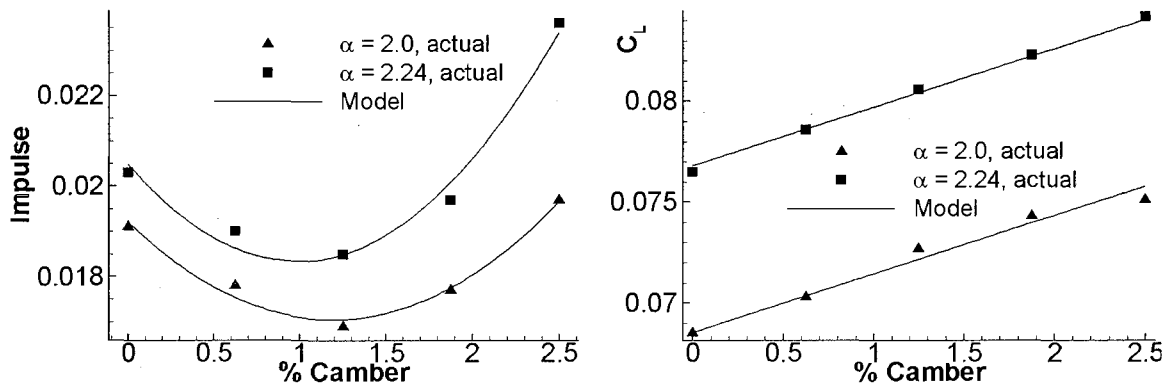 Impulse
0.022
0.02
0.018
α = 2.0, actual
α = 2.24, actual
Model
0
0.5
1
1.5
2
2.5
% Camber
C_L
0.08
0.075
0.07
α = 2.0, actual
α = 2.24, actual
Model
0
0.5
1
1.5
2
2.5
% Camber